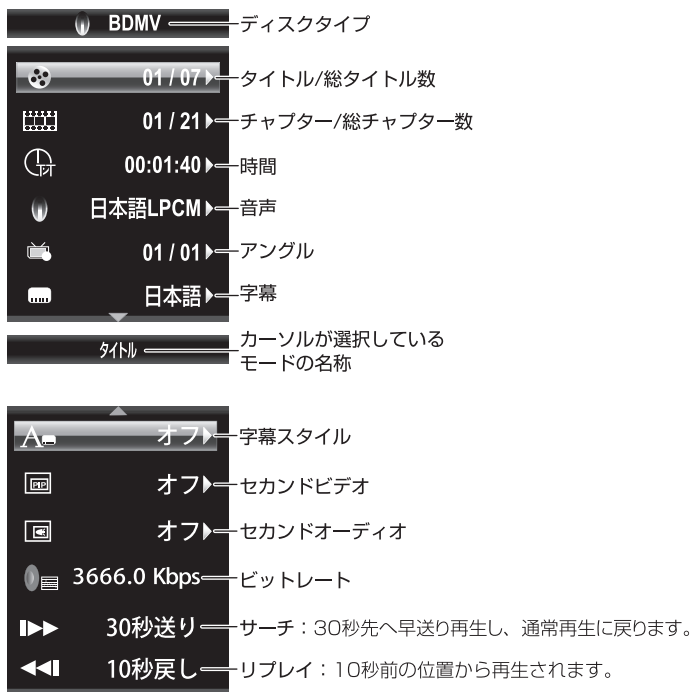 BDMV ディスクタイプ
01 / 07 タイトル/総タイトル数
01 / 21 チャプター/総チャプター数
00:01:40 時間
日本語LPCM 音声
01 / 01 アングル
日本語 字幕
タイトル カーソルが選択している
モードの名称
A オフ 字幕スタイル
PIP オフ セカンドビデオ
オフ セカンドオーディオ
3666.0 Kbps ビットレート
30秒送り サーチ：30秒先へ早送り再生し、通常再生に戻ります。
10秒戻し リプレイ：10秒前の位置から再生されます。